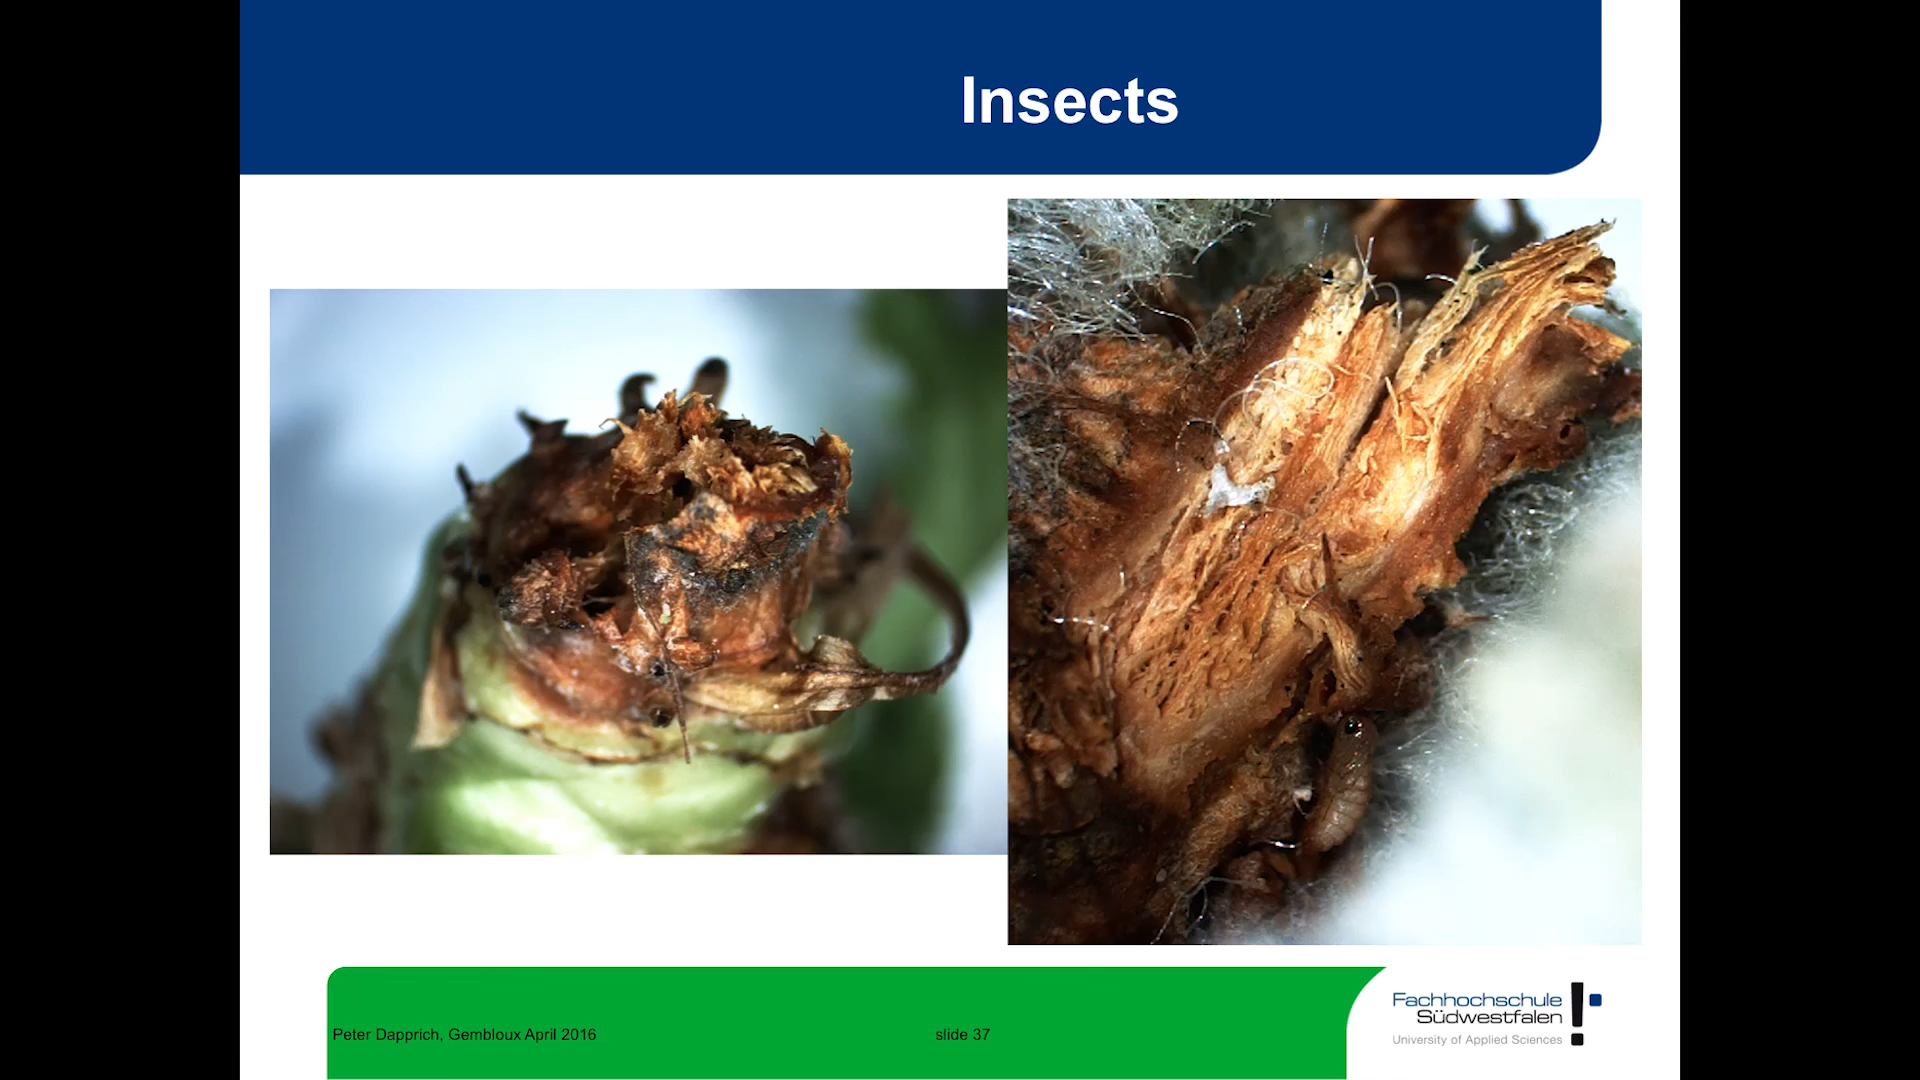 Insects
Peter Dapprich, Gembloux April 2016
slide 37
Fachhochschule
Südwestfalen
University of Applied Sciences